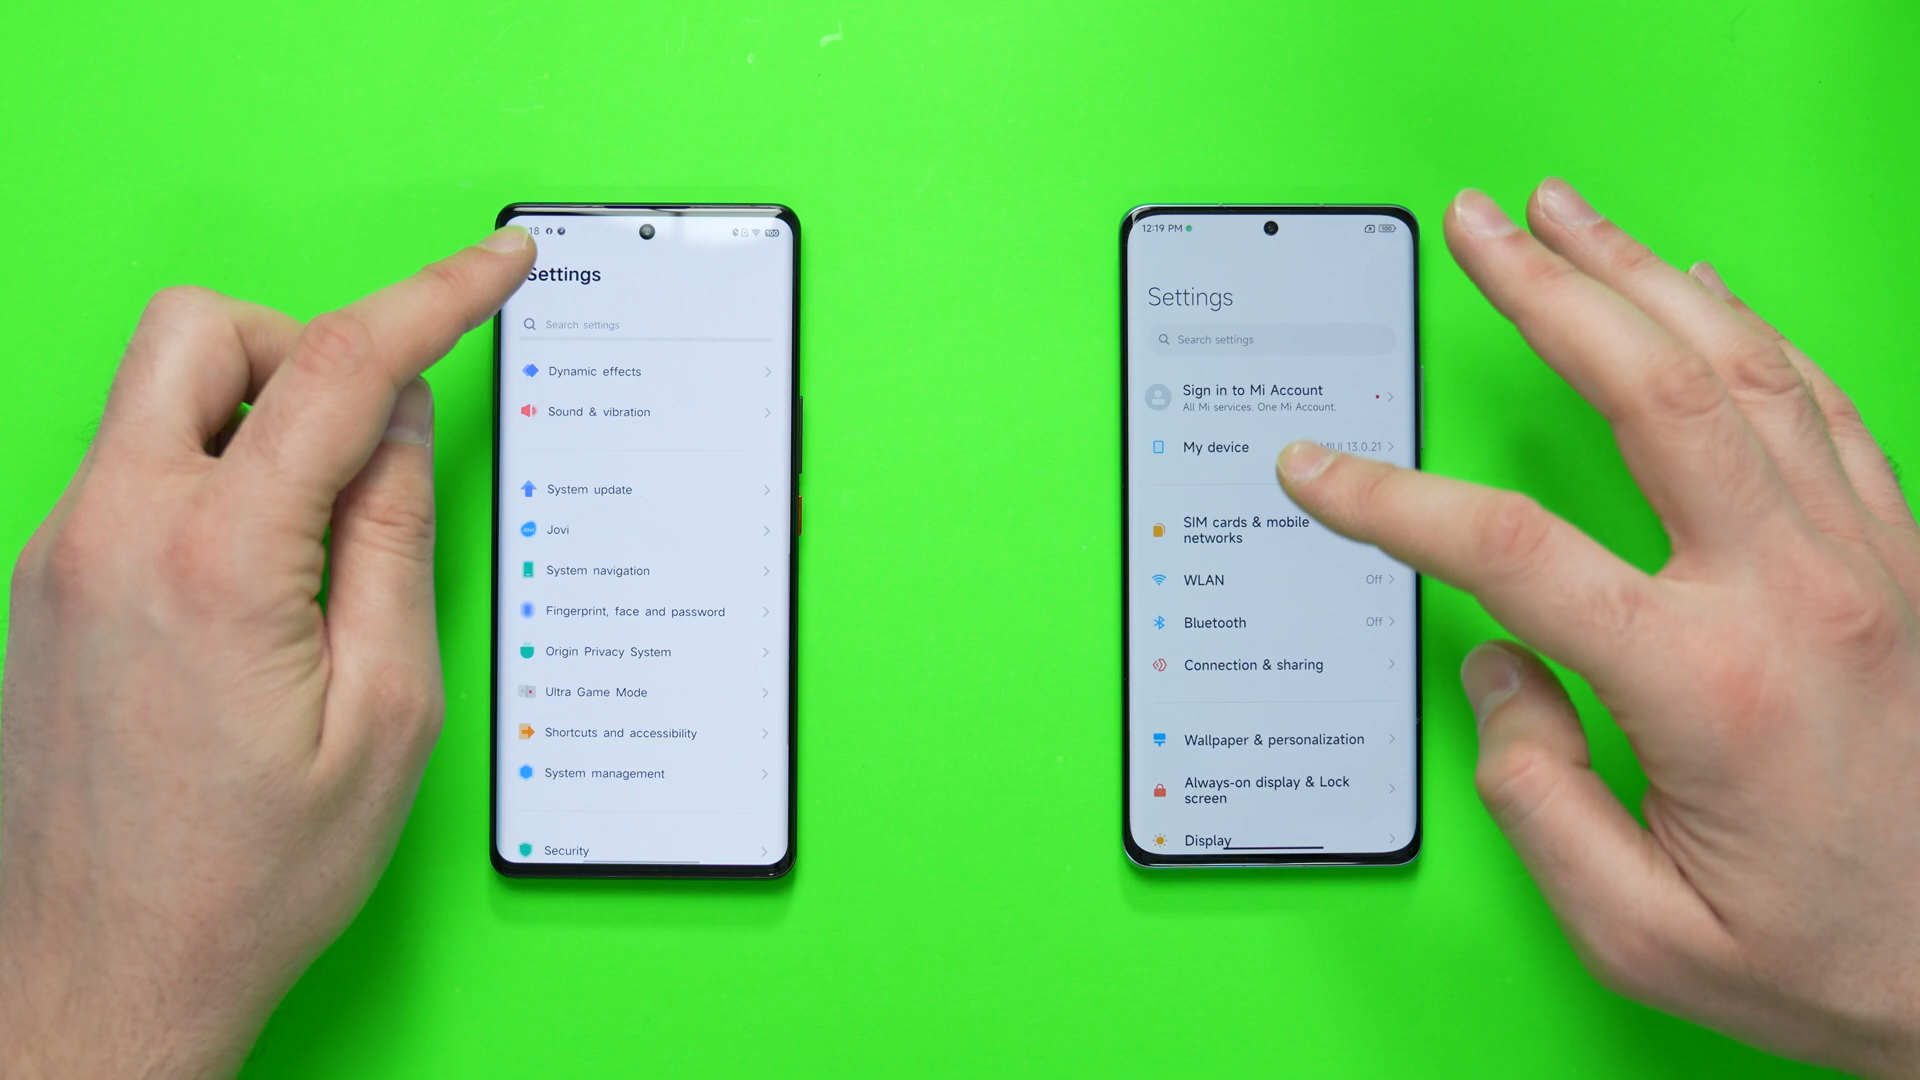 18
100
Settings
Search settings
Dynamic effects
Sound & vibration
System update
Jovi
System navigation
Fingerprint, face and password
Origin Privacy System
Ultra Game Mode
Shortcuts and accessibility
System management
Security
12:19 PM
100
Settings
Search settings
Sign in to Mi Account
All Mi services. One Mi Account.
My device MIUI 13.0.21
SIM cards & mobile
networks
WLAN Off
Bluetooth Off
Connection & sharing
Wallpaper & personalization
Always-on display & Lock
screen
Display